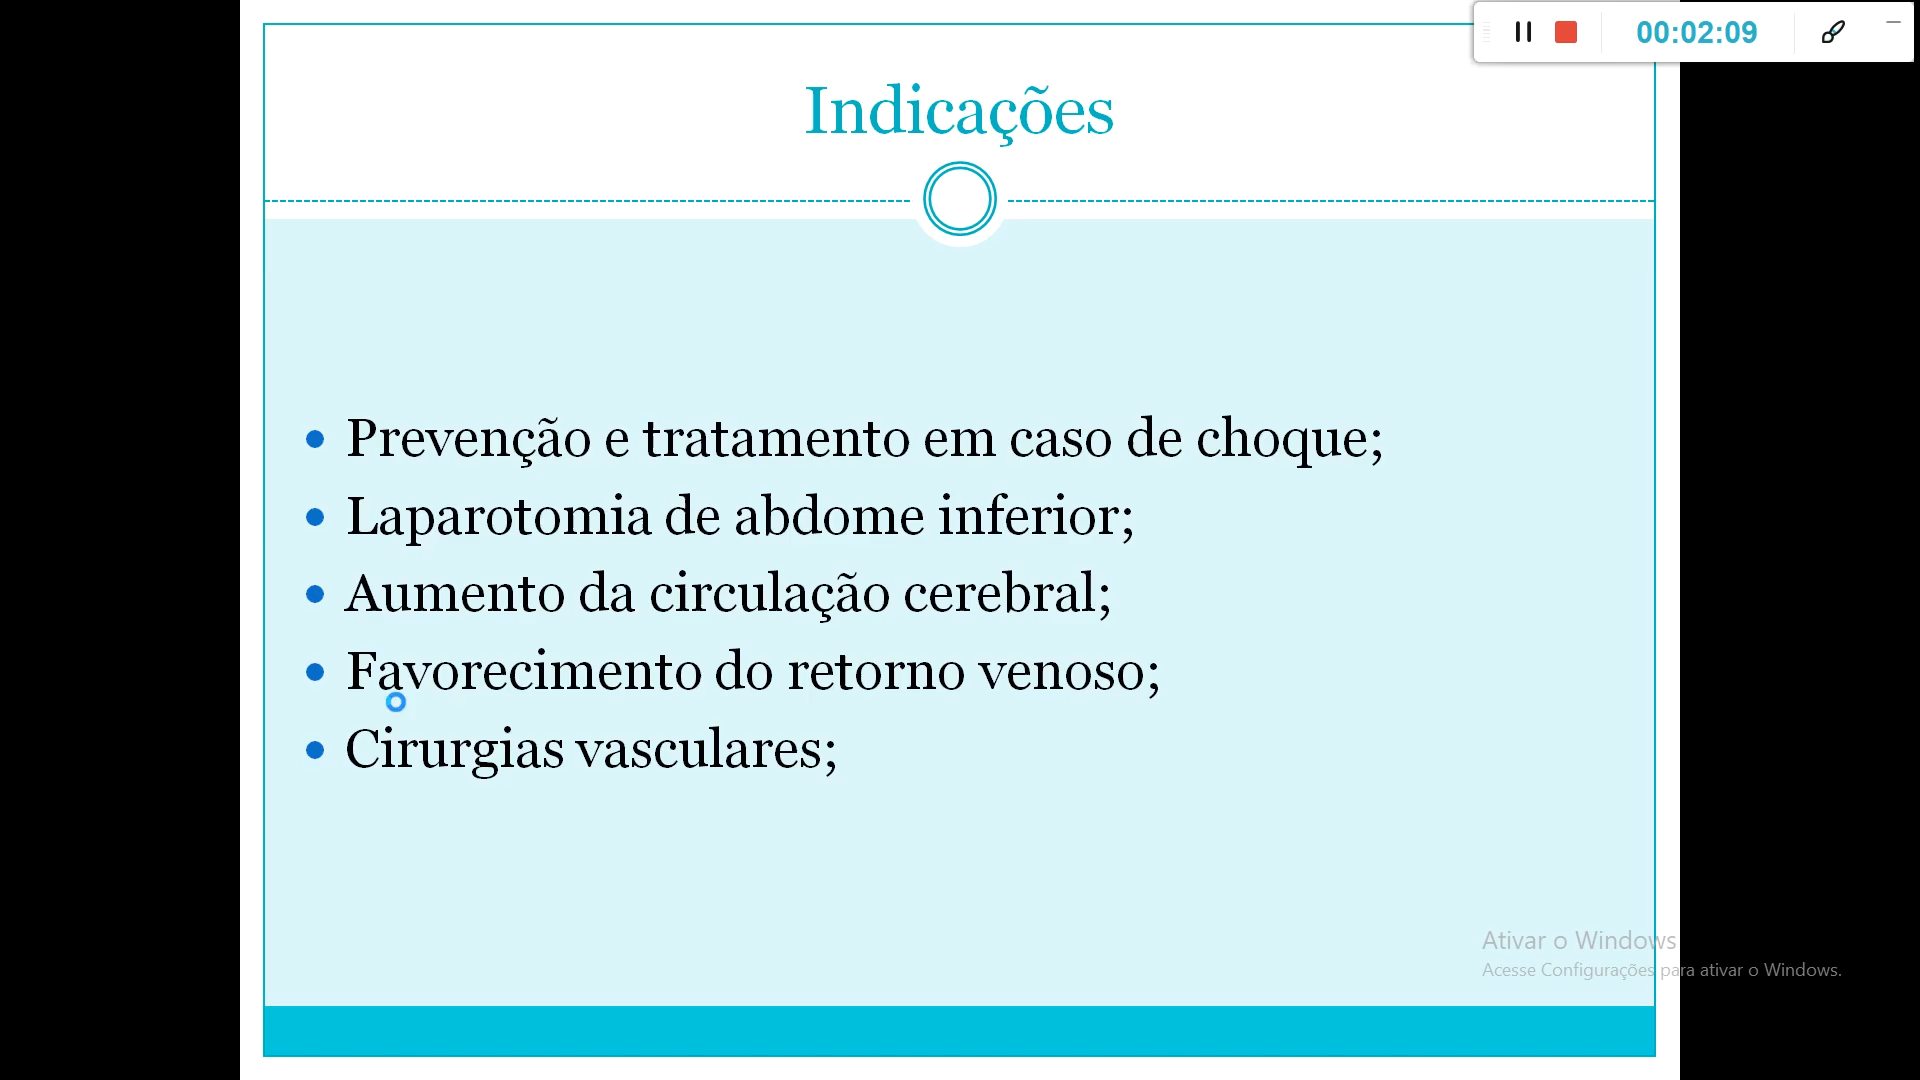 00:02:09
Indicações
Prevenção e tratamento em caso de choque;
Laparotomia de abdome inferior;
Aumento da circulação cerebral;
Favorecimento do retorno venoso;
Cirurgias vasculares;
Ativar o Windows
Acesse Configurações para ativar o Windows.